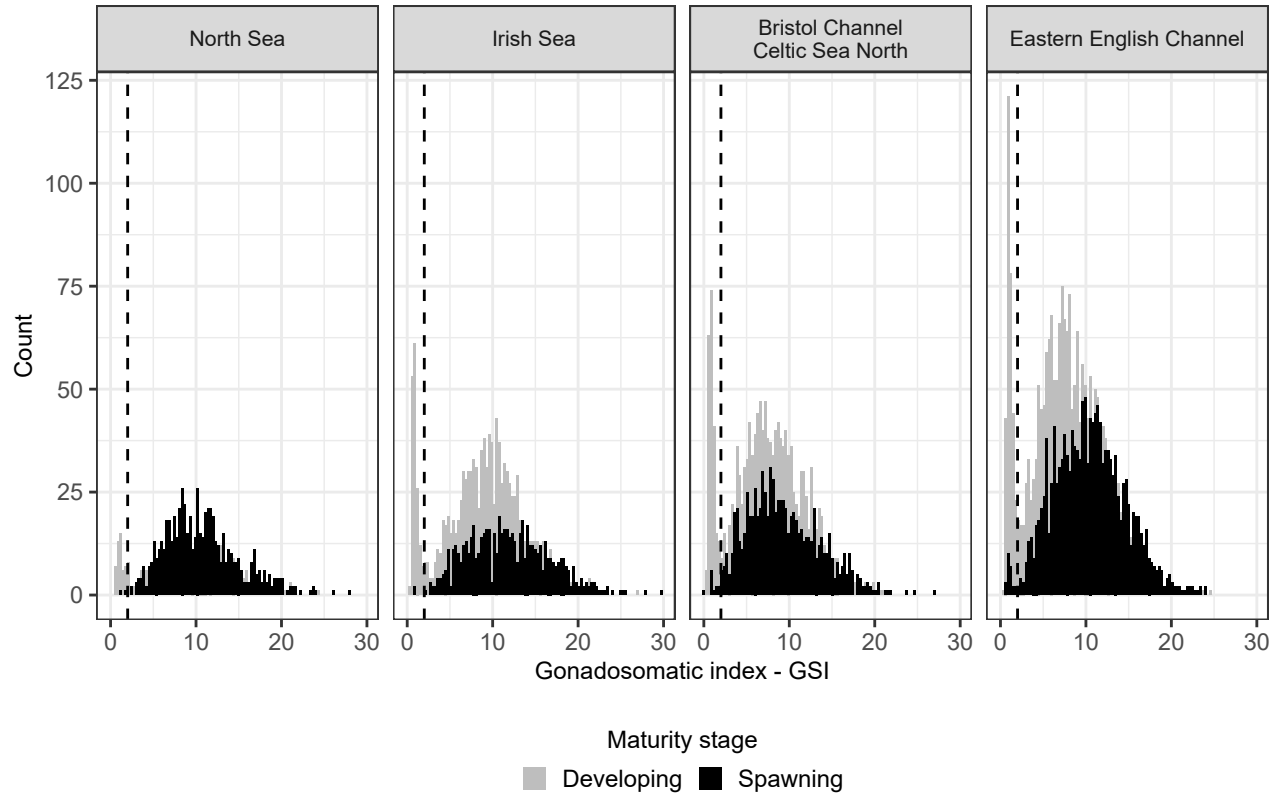 North Sea
Irish Sea
Bristol Channel
Celtic Sea North
Eastern English Channel
125
100
75
50
25
0
Count
0 10 20 30
0 10 20 30
0 10 20 30
0 10 20 30
Gonadosomatic index - GSI
Maturity stage
Developing Spawning